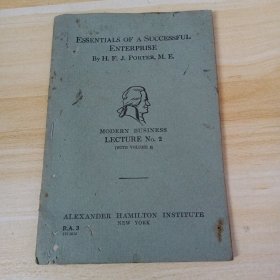 ESSENTIALS OF A SUCCESSFUL
ENTERPRISE
BY H. F. J. PORTER, M. E.
MODERN BUSINESS
LECTURE No. 2
(WITH VOLUME 2)
ALEXANDER HAMILTON INSTITUTE
NEW YORK
R.A. 3